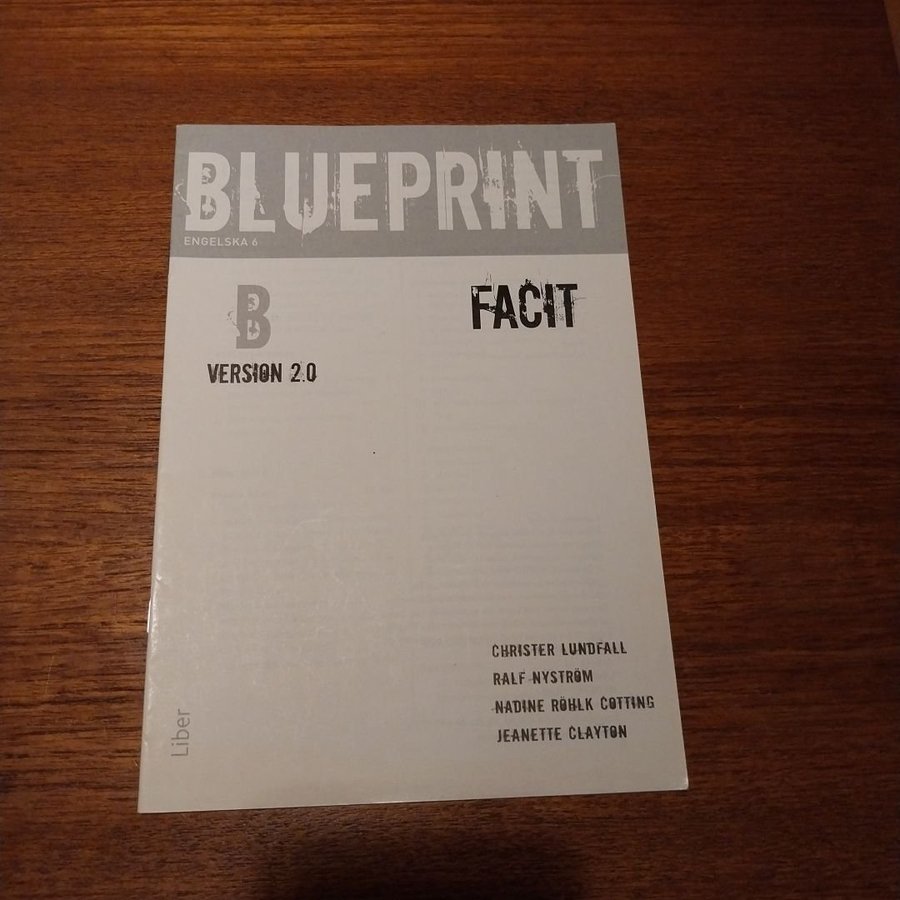 BLUEPRINT
ENGELSKA 6
B
FACIT
VERSION 2.0
CHRISTER LUNDFALL
RALF NYSTRÖM
NADINE RÖHLK COTTING
JEANETTE CLAYTON
Liber